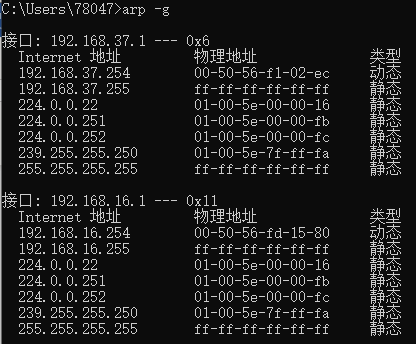 C:\Users\78047>arp -g
接口: 192.168.37.1 --- 0x6
Internet 地址 物理地址 类型
192.168.37.254 00-50-56-f1-02-ec 动态
192.168.37.255 ff-ff-ff-ff-ff-ff 静态
224.0.0.22 01-00-5e-00-00-16 静态
224.0.0.251 01-00-5e-00-00-fb 静态
224.0.0.252 01-00-5e-00-00-fc 静态
239.255.255.250 01-00-5e-7f-ff-fa 静态
255.255.255.255 ff-ff-ff-ff-ff-ff 静态
接口: 192.168.16.1 --- 0x11
Internet 地址 物理地址 类型
192.168.16.254 00-50-56-fd-15-80 动态
192.168.16.255 ff-ff-ff-ff-ff-ff 静态
224.0.0.22 01-00-5e-00-00-16 静态
224.0.0.251 01-00-5e-00-00-fb 静态
224.0.0.252 01-00-5e-00-00-fc 静态
239.255.255.250 01-00-5e-7f-ff-fa 静态
255.255.255.255 ff-ff-ff-ff-ff-ff 静态